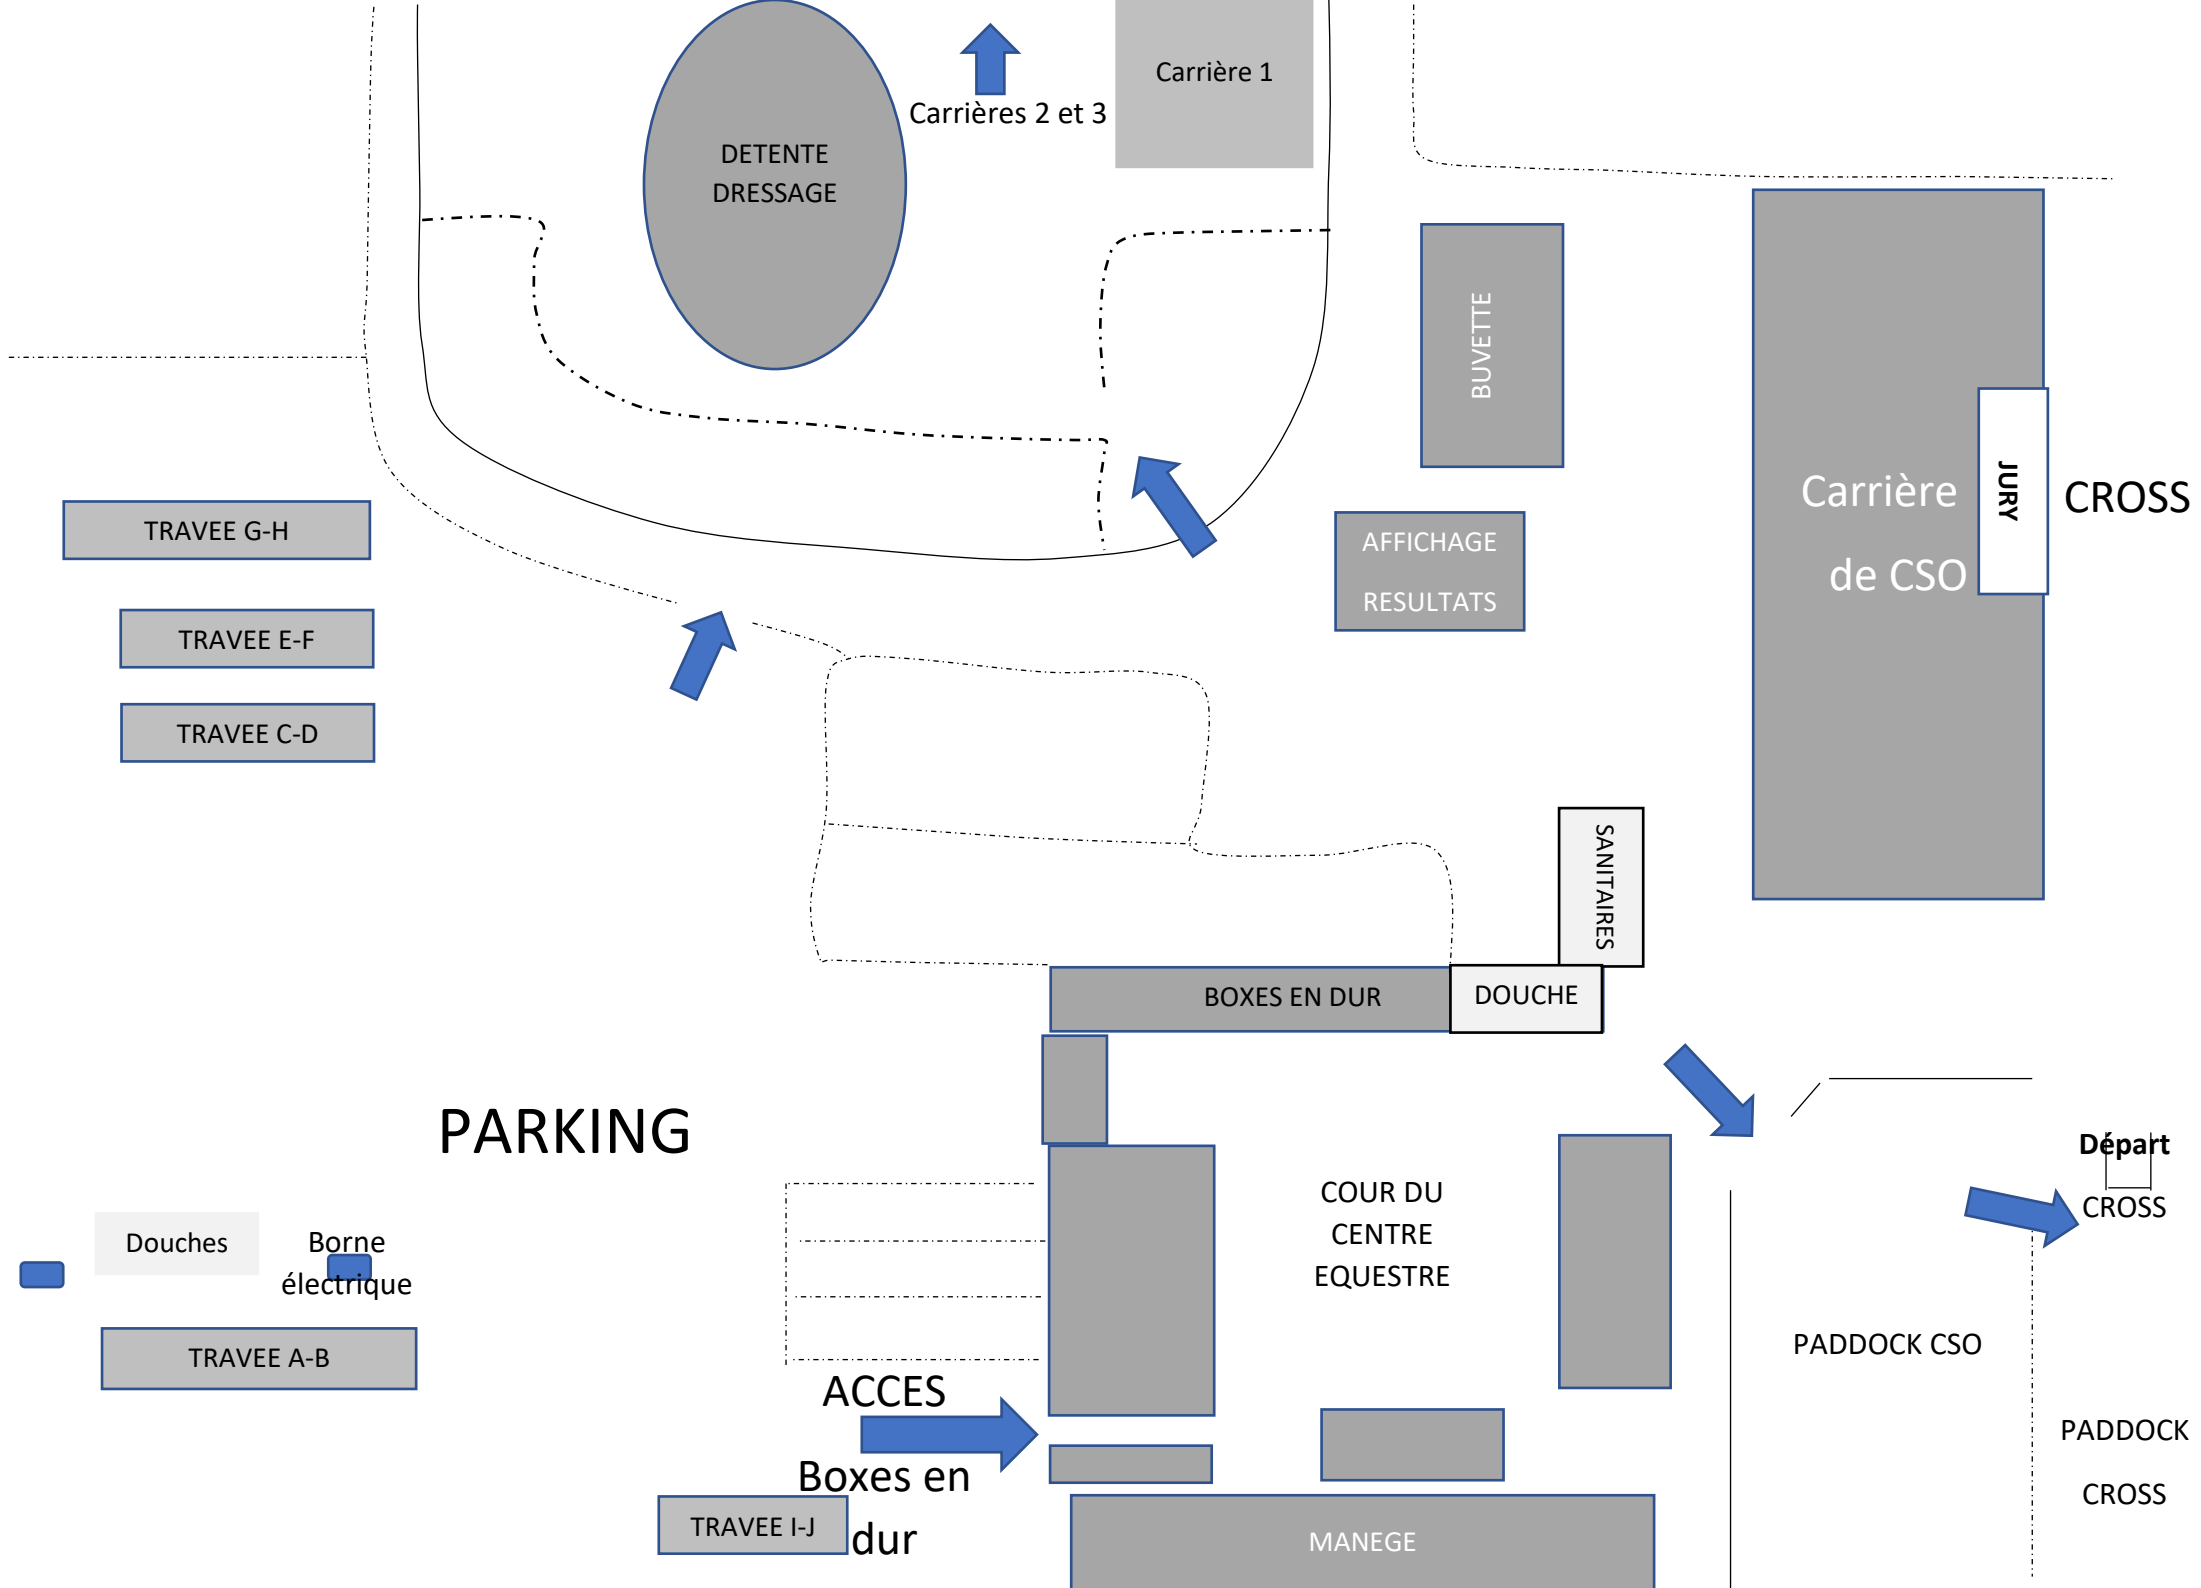 Carrière 1
Carrières 2 et 3
DETENTE
DRESSAGE
BUVETTE
Carrière
de CSO
JURY
CROSS
TRAVEE G-H
AFFICHAGE
RESULTATS
TRAVEE E-F
TRAVEE C-D
SANITAIRES
BOXES EN DUR
DOUCHE
PARKING
Départ
CROSS
COUR DU
CENTRE
EQUESTRE
Douches
Borne
électrique
TRAVEE A-B
PADDOCK CSO
ACCES
Boxes en
dur
PADDOCK
CROSS
TRAVEE I-J
MANEGE